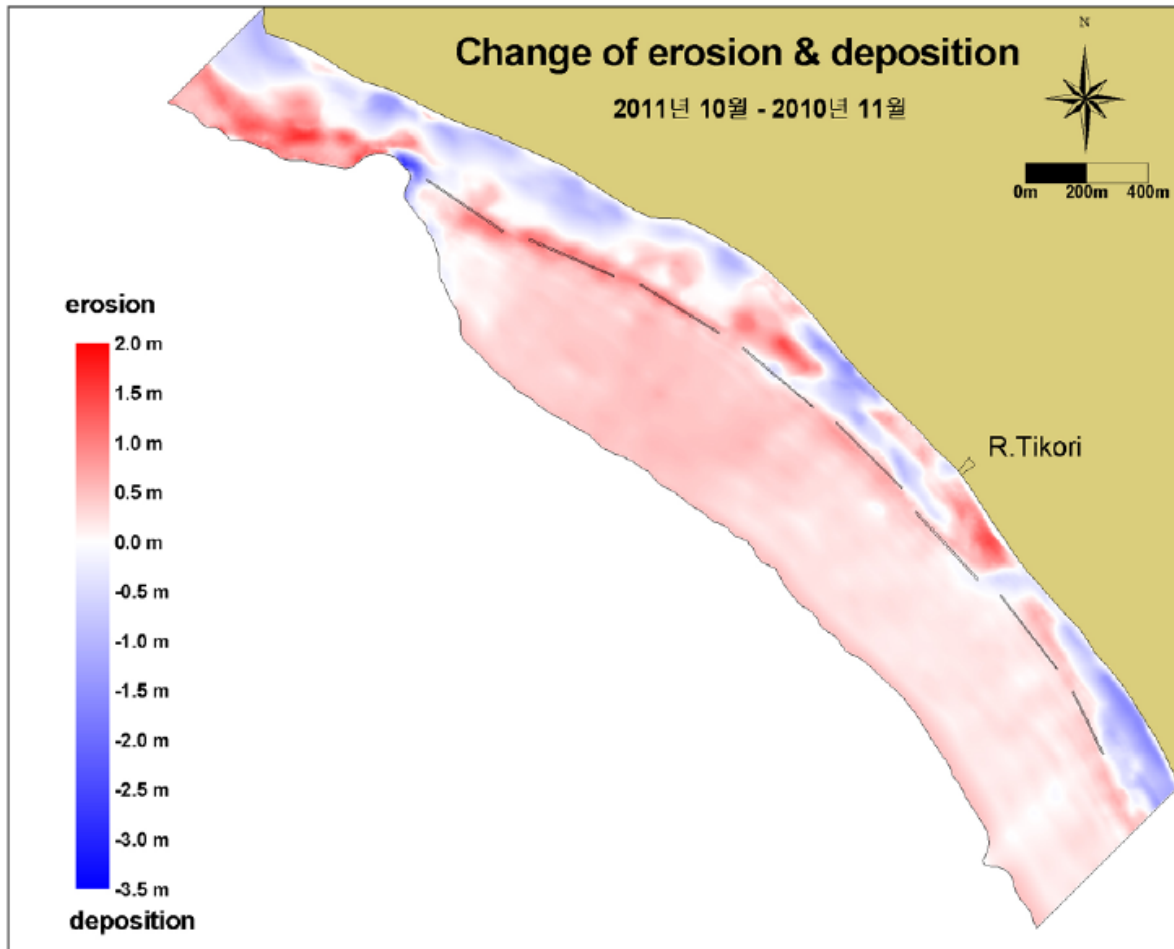 Change of erosion & deposition
2011년 10월 - 2010년 11월
N
0m 200m 400m
R.Tikori
erosion
2.0 m
1.5 m
1.0 m
0.5 m
0.0 m
-0.5 m
-1.0 m
-1.5 m
-2.0 m
-2.5 m
-3.0 m
-3.5 m
deposition